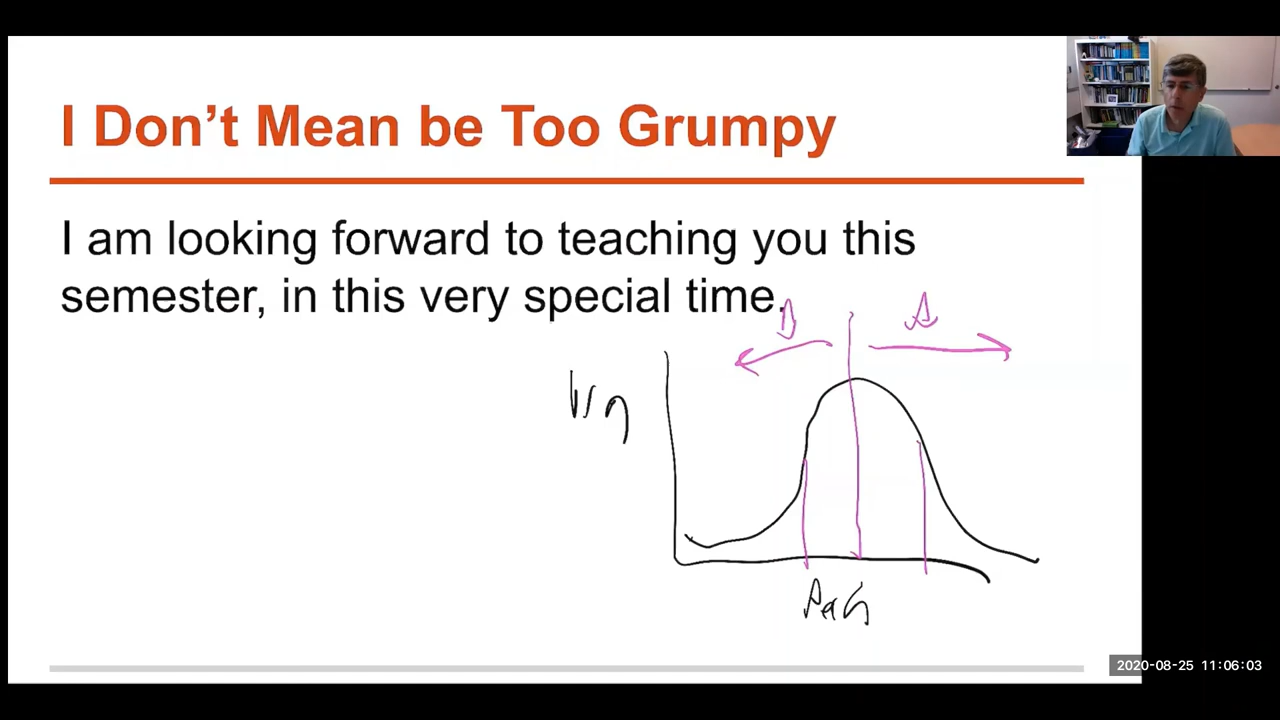 I Don't Mean be Too Grumpy
I am looking forward to teaching you this
semester, in this very special time.
B
A
2020-08-25 11:06:03